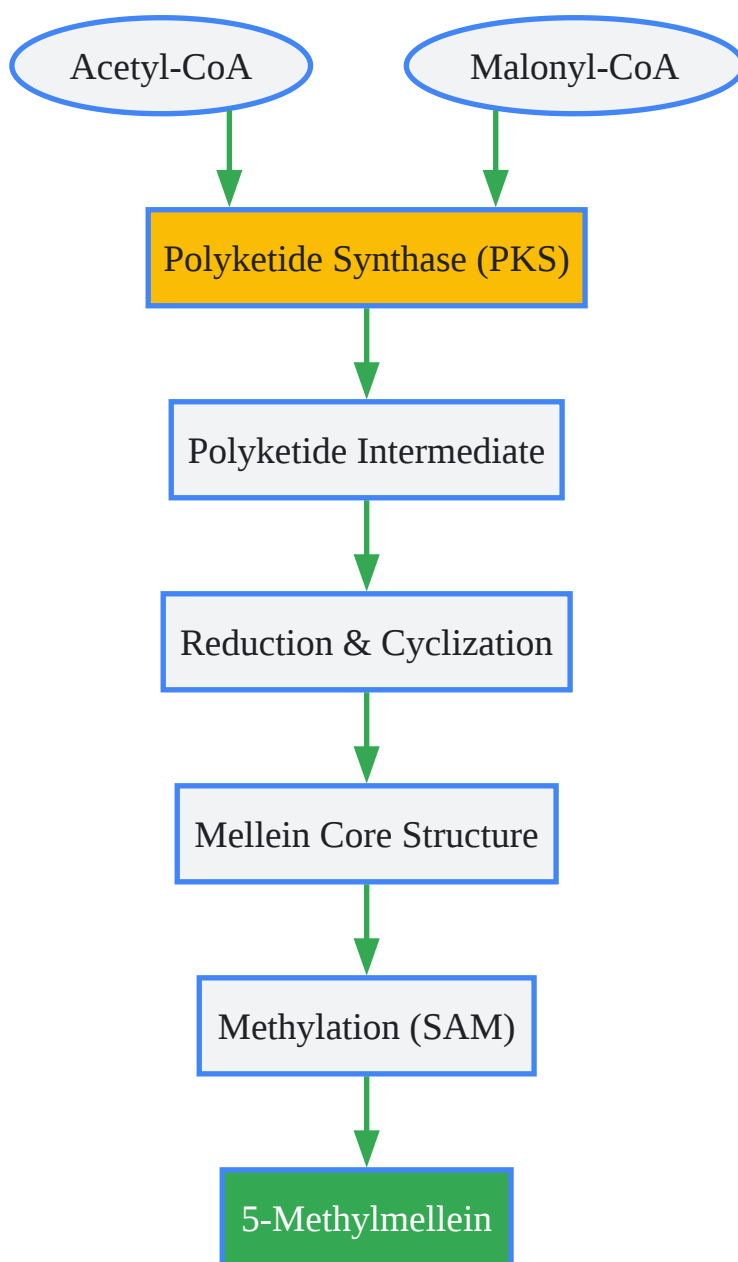 Acetyl-CoA
Malonyl-CoA
Polyketide Synthase (PKS)
Polyketide Intermediate
Reduction & Cyclization
Mellein Core Structure
Methylation (SAM)
5-Methylmellein